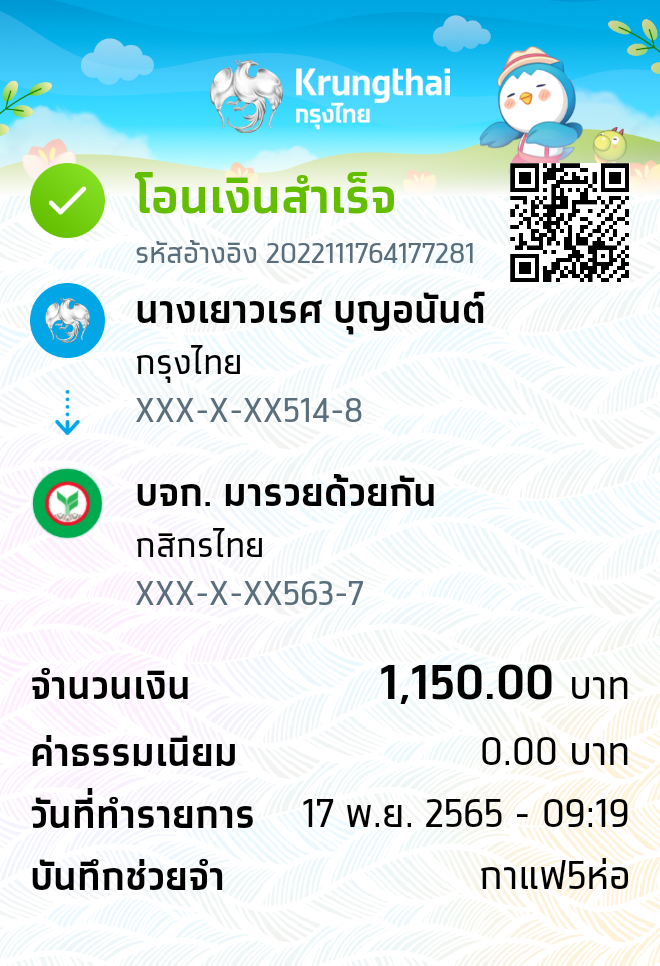 Krungthai
กรุงไทย
โอนเงินสำเร็จ
รหัสอ้างอิง 2022111764177281
นางเยาวเรศ บุญอนันต์
กรุงไทย
XXX-X-XX514-8
บจก. มารวยด้วยกัน
กสิกรไทย
XXX-X-XX563-7
จำนวนเงิน 1,150.00 บาท
ค่าธรรมเนียม 0.00 บาท
วันที่ทำรายการ 17 พ.ย. 2565 - 09:19
บันทึกช่วยจำ กาแฟ5ห่อ